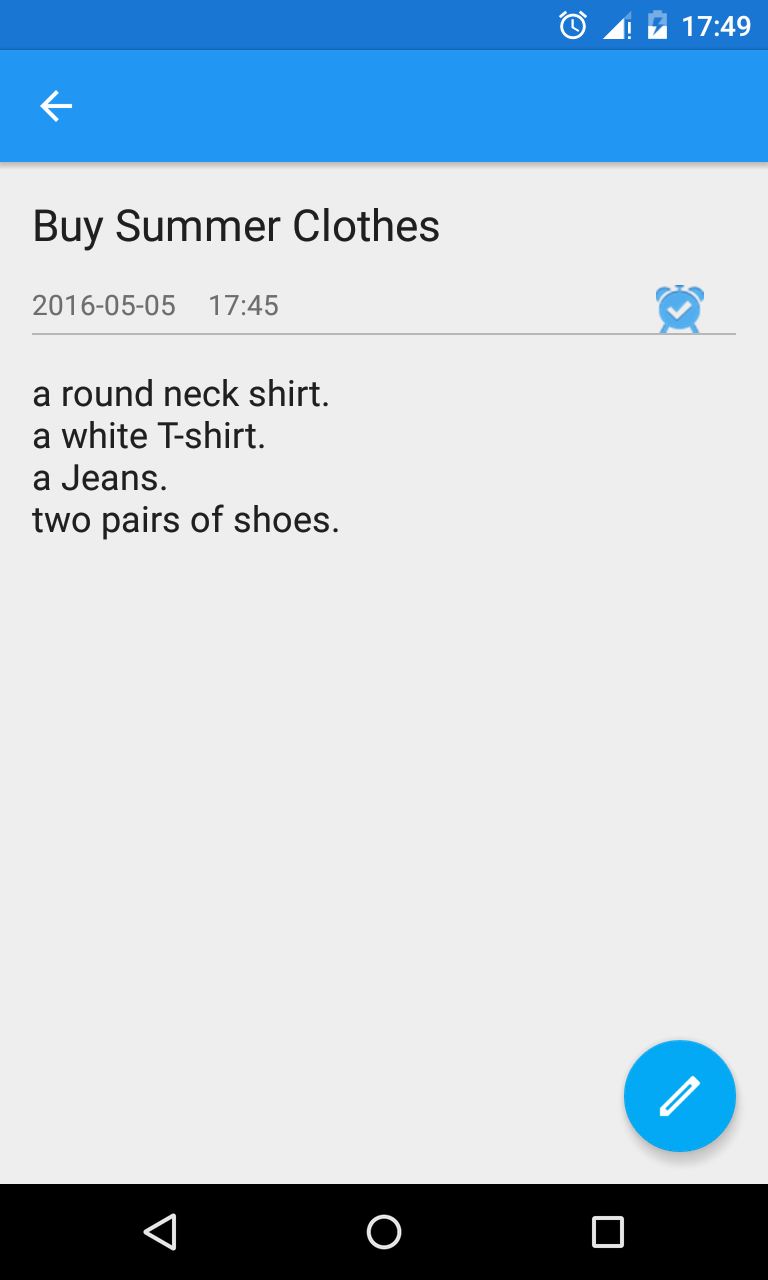 17:49
Buy Summer Clothes
2016-05-05 17:45
a round neck shirt.
a white T-shirt.
a Jeans.
two pairs of shoes.